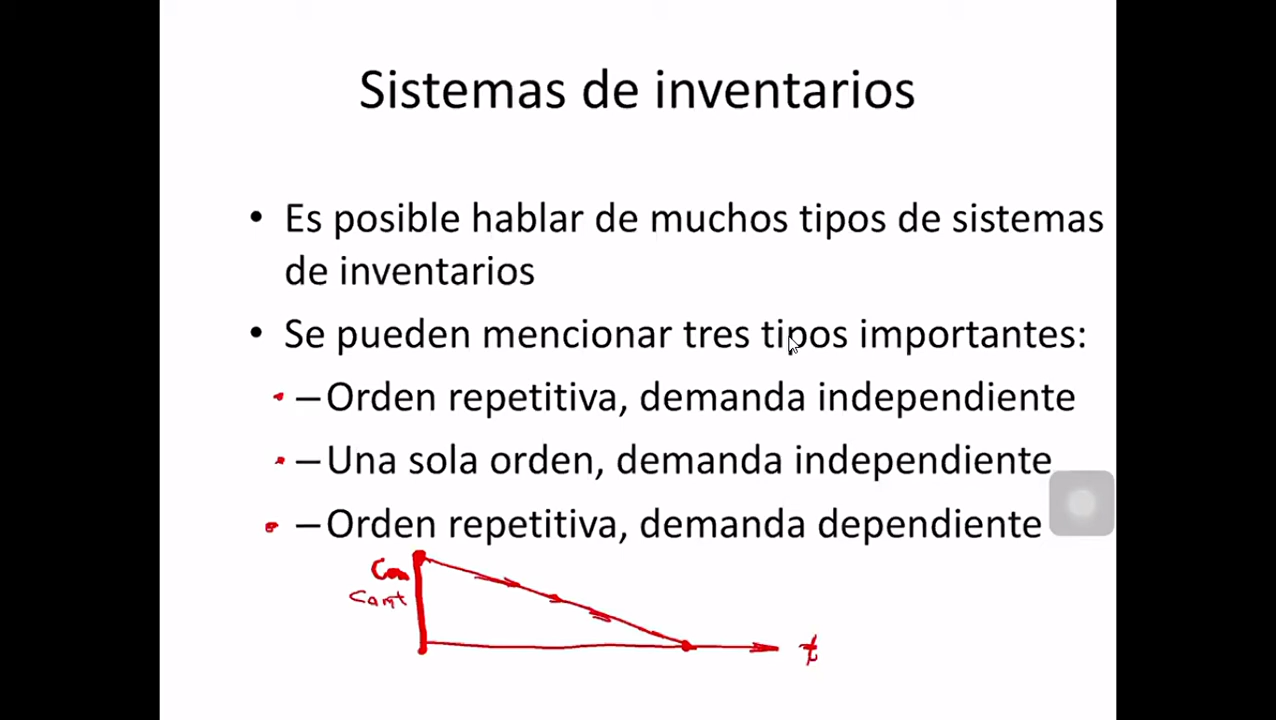 Sistemas de inventarios
• Es posible hablar de muchos tipos de sistemas
de inventarios
• Se pueden mencionar tres tipos importantes:
–Orden repetitiva, demanda independiente
–Una sola orden, demanda independiente
–Orden repetitiva, demanda dependiente
Cant
t